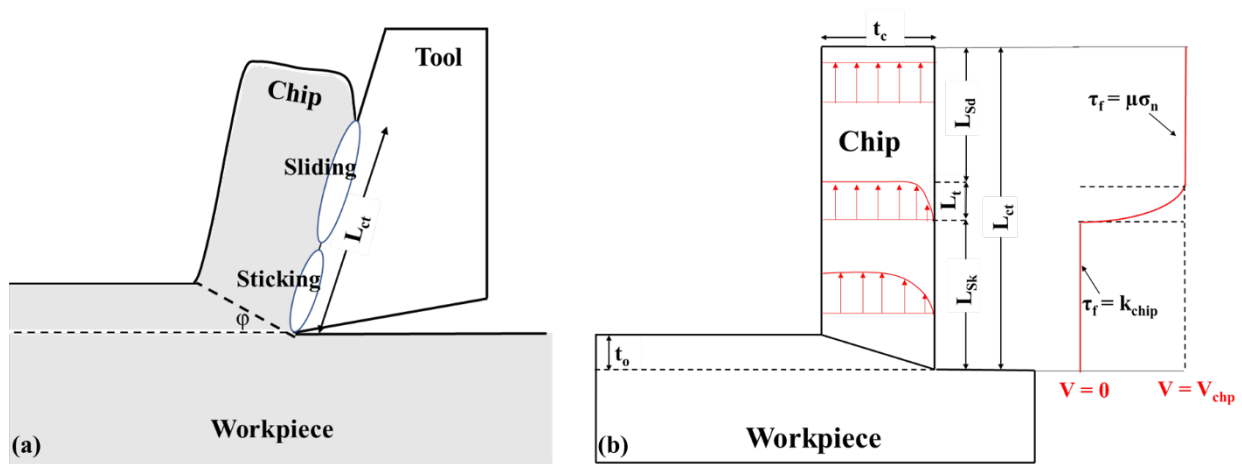 Tool
Chip
Sliding
L_ct
Sticking
φ
Workpiece
(a)
t_c
L_Sd
τ_f = μσ_n
Chip
L_t
L_ct
L_Sk
τ_f = k_chip
t_o
V = 0
V = V_chp
Workpiece
(b)